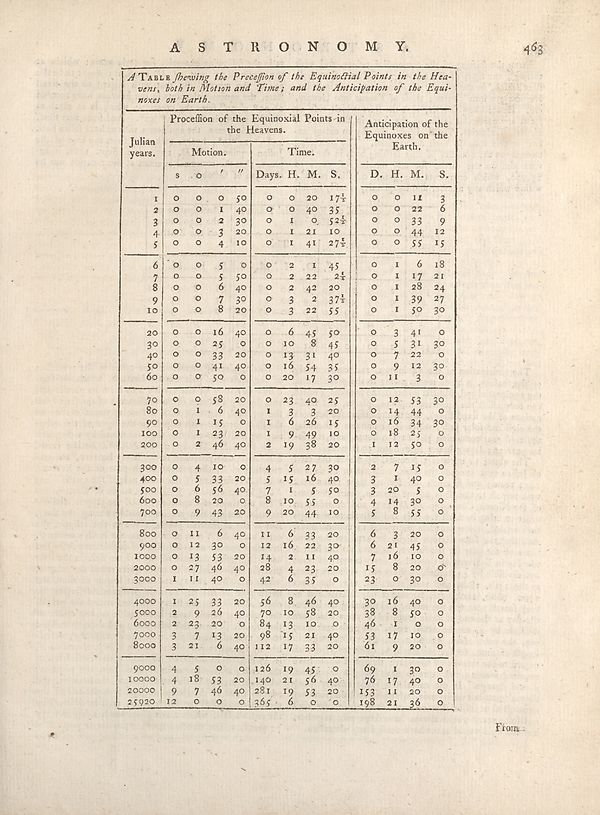 A S T R O N O M Y. 463
A TABLE ſhewing the Preceſſion of the Equinoctial Points in the Hea-
vens, both in Motion and Time; and the Anticipation of the Equi-
noxes on Earth.
Julian years. | Proceſſion of the Equinoxial Points in the Heavens. | Anticipation of the Equinoxes on the Earth.
Motion. | Time.
s o ′ ″ | Days. H. M. S. | D. H. M. S.
1 | 0 0 0 50 | 0 0 20 17½ | 0 0 11 3
2 | 0 0 1 40 | 0 0 40 35 | 0 0 22 6
3 | 0 0 2 30 | 0 1 0 52½ | 0 0 33 9
4 | 0 0 3 20 | 0 1 21 10 | 0 0 44 12
5 | 0 0 4 10 | 0 1 41 27½ | 0 0 55 15
6 | 0 0 5 0 | 0 2 1 45 | 0 1 6 18
7 | 0 0 5 50 | 0 2 22 2½ | 0 1 17 21
8 | 0 0 6 40 | 0 2 42 20 | 0 1 28 24
9 | 0 0 7 30 | 0 3 2 37½ | 0 1 39 27
10 | 0 0 8 20 | 0 3 22 55 | 0 1 50 30
20 | 0 0 16 40 | 0 6 45 50 | 0 3 41 0
30 | 0 0 25 0 | 0 10 8 45 | 0 5 31 30
40 | 0 0 33 20 | 0 13 31 40 | 0 7 22 0
50 | 0 0 41 40 | 0 16 54 35 | 0 9 12 30
60 | 0 0 50 0 | 0 20 17 30 | 0 11 3 0
70 | 0 0 58 20 | 0 23 40 25 | 0 12 53 30
80 | 0 1 6 40 | 1 3 3 20 | 0 14 44 0
90 | 0 1 15 0 | 1 6 26 15 | 0 16 34 30
100 | 0 1 23 20 | 1 9 49 10 | 0 18 25 0
200 | 0 2 46 40 | 2 19 38 20 | 1 12 50 0
300 | 0 4 10 0 | 4 5 27 30 | 2 7 15 0
400 | 0 5 33 20 | 5 15 16 40 | 3 1 40 0
500 | 0 6 56 40 | 7 1 5 50 | 3 20 5 0
600 | 0 8 20 0 | 8 10 55 0 | 4 14 30 0
700 | 0 9 43 20 | 9 20 44 10 | 5 8 55 0
800 | 0 11 6 40 | 11 6 33 20 | 6 3 20 0
900 | 0 12 30 0 | 12 16 22 30 | 6 21 45 0
1000 | 0 13 53 20 | 14 2 11 40 | 7 16 10 0
2000 | 0 27 46 40 | 28 4 23 20 | 15 8 20 0
3000 | 1 11 40 0 | 42 6 35 0 | 23 0 30 0
4000 | 1 25 33 20 | 56 8 46 40 | 30 16 40 0
5000 | 2 9 26 40 | 70 10 58 20 | 38 8 50 0
6000 | 2 23 20 0 | 84 13 10 0 | 46 1 0 0
7000 | 3 7 13 20 | 98 15 21 40 | 53 17 10 0
8000 | 3 21 6 40 | 112 17 33 20 | 61 9 20 0
9000 | 4 5 0 0 | 126 19 45 0 | 69 1 30 0
10000 | 4 18 53 20 | 140 21 56 40 | 76 17 40 0
20000 | 9 7 46 40 | 281 19 53 20 | 153 11 20 0
25920 | 12 0 0 0 | 365 6 0 0 | 198 21 36 0
From